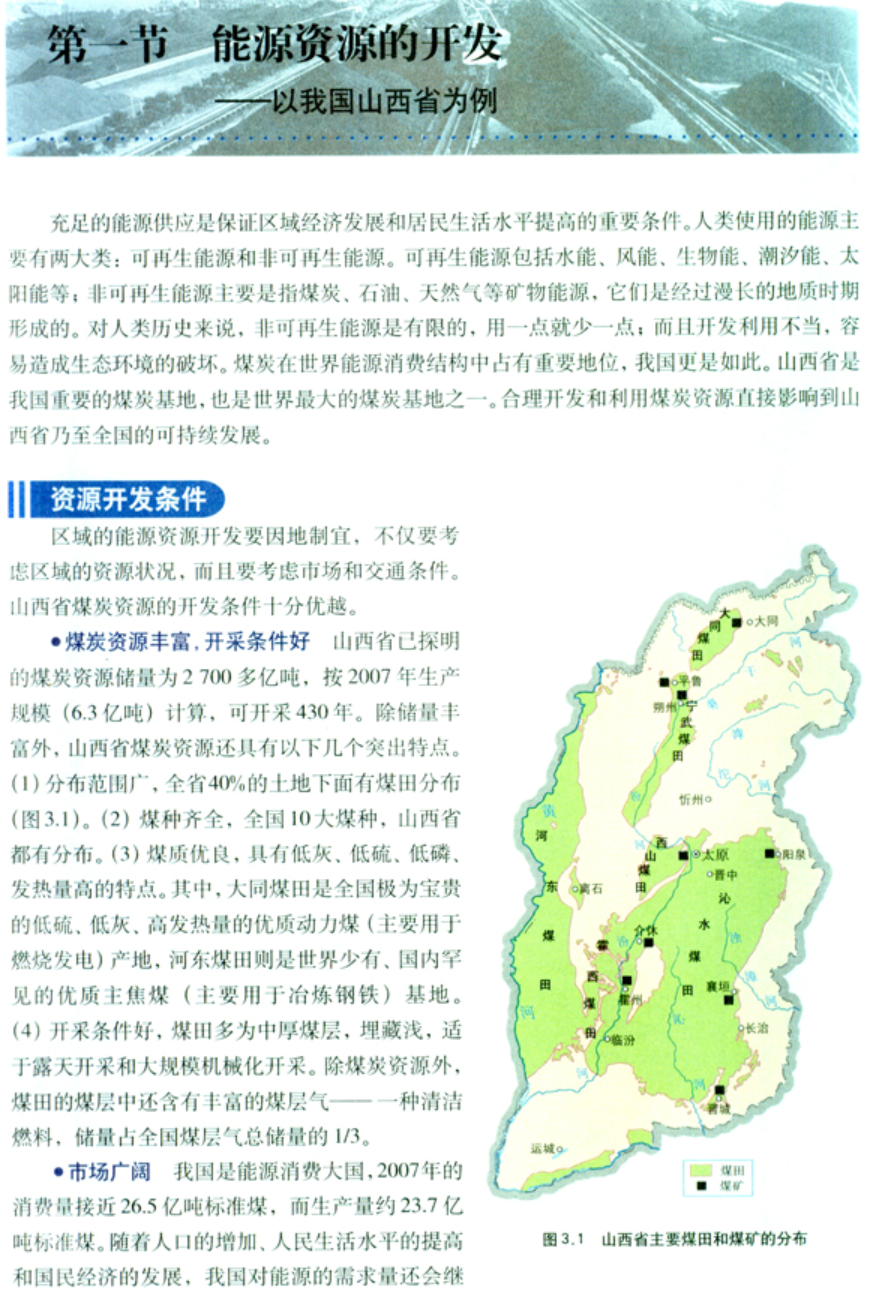 第一节 能源资源的开发
——以我国山西省为例
充足的能源供应是保证区域经济发展和居民生活水平提高的重要条件。人类使用的能源主
要有两大类：可再生能源和非可再生能源。可再生能源包括水能、风能、生物能、潮汐能、太
阳能等；非可再生能源主要是指煤炭、石油、天然气等矿物能源，它们是经过漫长的地质时期
形成的。对人类历史来说，非可再生能源是有限的，用一点就少一点；而且开发利用不当，容
易造成生态环境的破坏。煤炭在世界能源消费结构中占有重要地位，我国更是如此。山西省是
我国重要的煤炭基地，也是世界最大的煤炭基地之一。合理开发和利用煤炭资源直接影响到山
西省乃至全国的可持续发展。
资源开发条件
区域的能源资源开发要因地制宜，不仅要考
虑区域的资源状况，而且要考虑市场和交通条件。
山西省煤炭资源的开发条件十分优越。
●煤炭资源丰富，开采条件好 山西省已探明
的煤炭资源储量为2 700多亿吨，按2007年生产
规模（6.3亿吨）计算，可开采430年。除储量丰
富外，山西省煤炭资源还具有以下几个突出特点。
(1) 分布范围广，全省40%的土地下面有煤田分布
(图3.1)。(2) 煤种齐全，全国10大煤种，山西省
都有分布。(3) 煤质优良，具有低灰、低硫、低磷、
发热量高的特点。其中，大同煤田是全国极为宝贵
的低硫、低灰、高发热量的优质动力煤（主要用于
燃烧发电）产地，河东煤田则是世界少有、国内罕
见的优质主焦煤（主要用于冶炼钢铁）基地。
(4) 开采条件好，煤田多为中厚煤层，埋藏浅，适
于露天开采和大规模机械化开采。除煤炭资源外，
煤田的煤层中还含有丰富的煤层气——一种清洁
燃料，储量占全国煤层气总储量的1/3。
●市场广阔 我国是能源消费大国，2007年的
消费量接近26.5亿吨标准煤，而生产量约23.7亿
吨标准煤。随着人口的增加、人民生活水平的提高
和国民经济的发展，我国对能源的需求量还会继
大同煤田
大同
平鲁
朔州
宁武煤田
桑干河
滹沱河
忻州
黄河
河东煤田
离石
西山煤田
太原
晋中
阳泉
汾河
介休
霍西煤田
霍州
临汾
沁水煤田
沁河
浊漳河
襄垣
长治
晋城
运城
煤田
煤矿
图3.1 山西省主要煤田和煤矿的分布